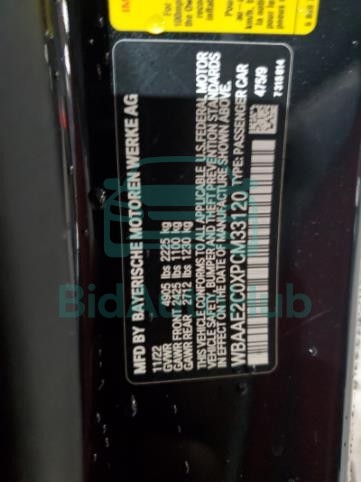 MFD BY BAYERISCHE MOTOREN WERKE AG
11/22
GVWR 4905 lbs 2225 kg
GAWR FRONT 2425 lbs 1100 kg
GAWR REAR 2712 lbs 1230 kg
THIS VEHICLE CONFORMS TO ALL APPLICABLE U.S. FEDERAL MOTOR
VEHICLE SAFETY, BUMPER, AND THEFT PREVENTION STANDARDS
IN EFFECT ON THE DATE OF MANUFACTURE SHOWN ABOVE.
WBAAE2C0XPCM33120 TYPE: PASSENGER CAR
475/9
7318614
BidAutoClub